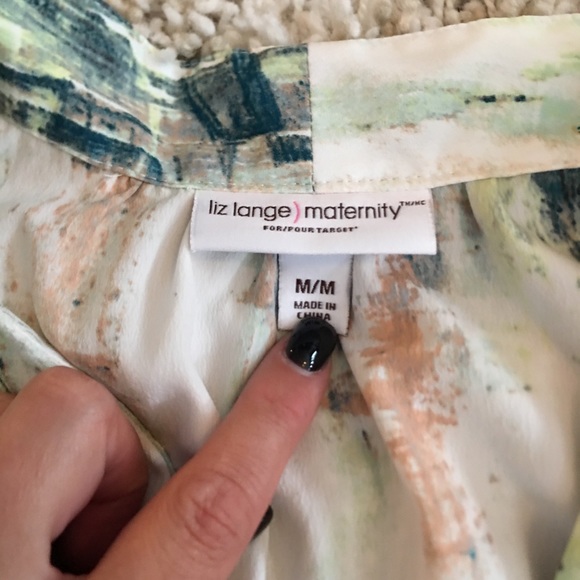 liz lange) maternity TM/MC
FOR/POUR TARGET®
M/M
MADE IN
CHINA